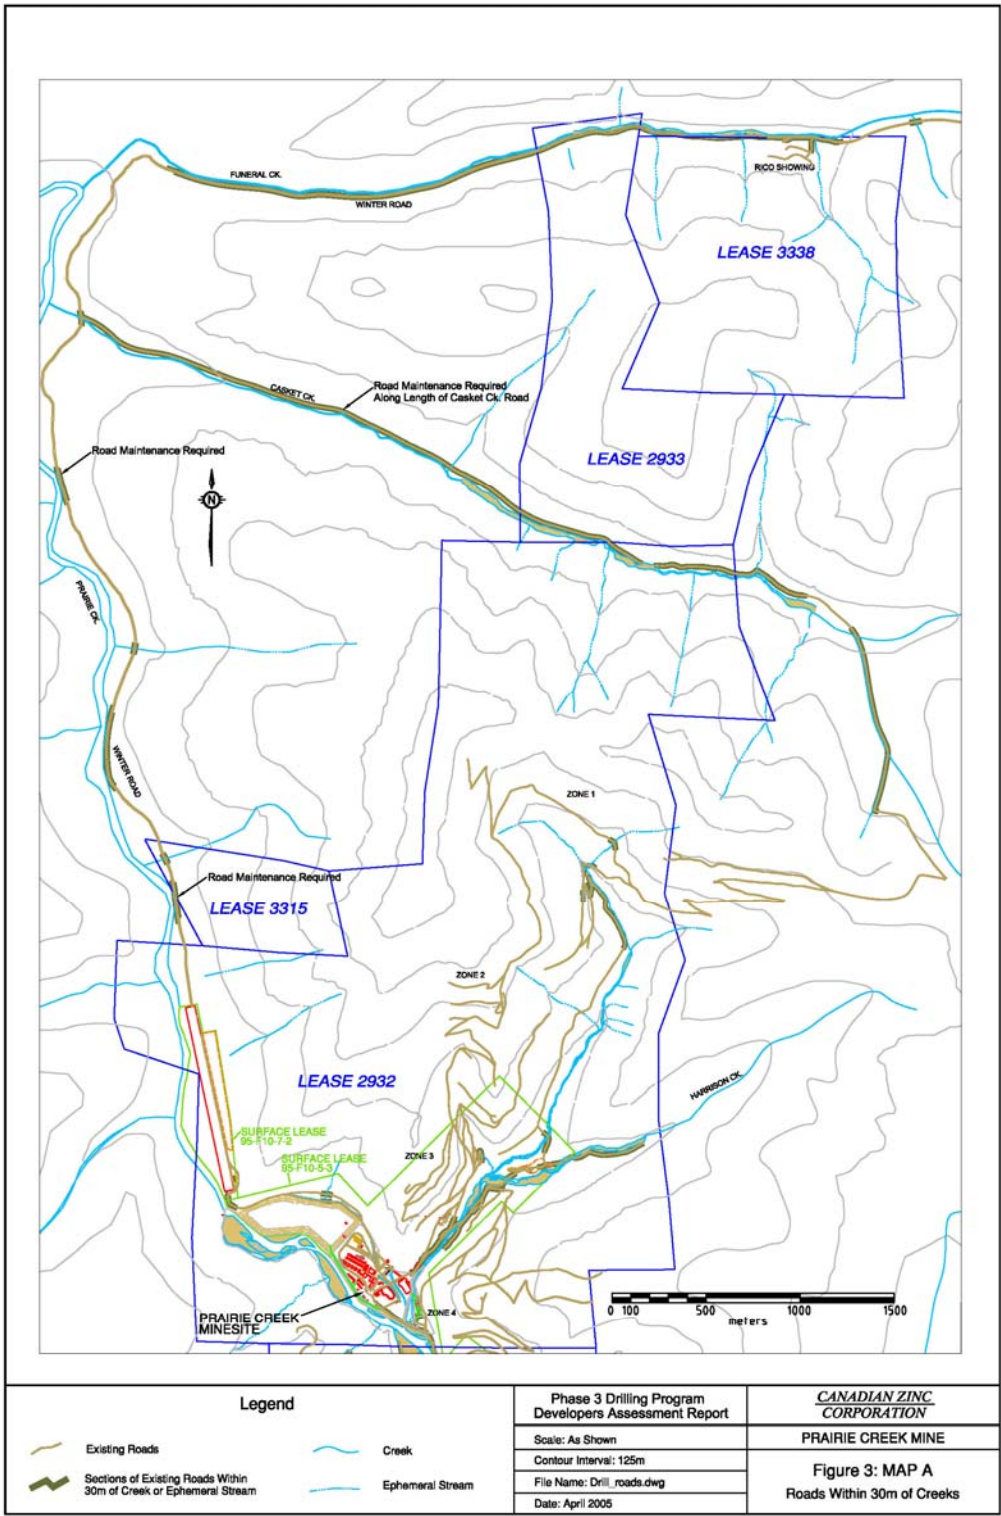 FUNERAL CK.
WINTER ROAD
RICO SHOWING
LEASE 3338
CASKET CK.
Road Maintenance Required
Along Length of Casket Ck. Road
Road Maintenance Required
LEASE 2933
N
PRAIRIE CK.
WINTER ROAD
ZONE 1
Road Maintenance Required
LEASE 3315
ZONE 2
LEASE 2932
HARRISON CK.
SURFACE LEASE
95-F10-7-2
SURFACE LEASE
95-F10-5-3
ZONE 3
PRAIRIE CREEK
MINESITE
ZONE 4
0 100 500 1000 1500
meters
Legend
Existing Roads
Creek
Sections of Existing Roads Within
30m of Creek or Ephemeral Stream
Ephemeral Stream
Phase 3 Drilling Program
Developers Assessment Report
Scale: As Shown
Contour Interval: 125m
File Name: Drill_roads.dwg
Date: April 2005
CANADIAN ZINC
CORPORATION
PRAIRIE CREEK MINE
Figure 3: MAP A
Roads Within 30m of Creeks